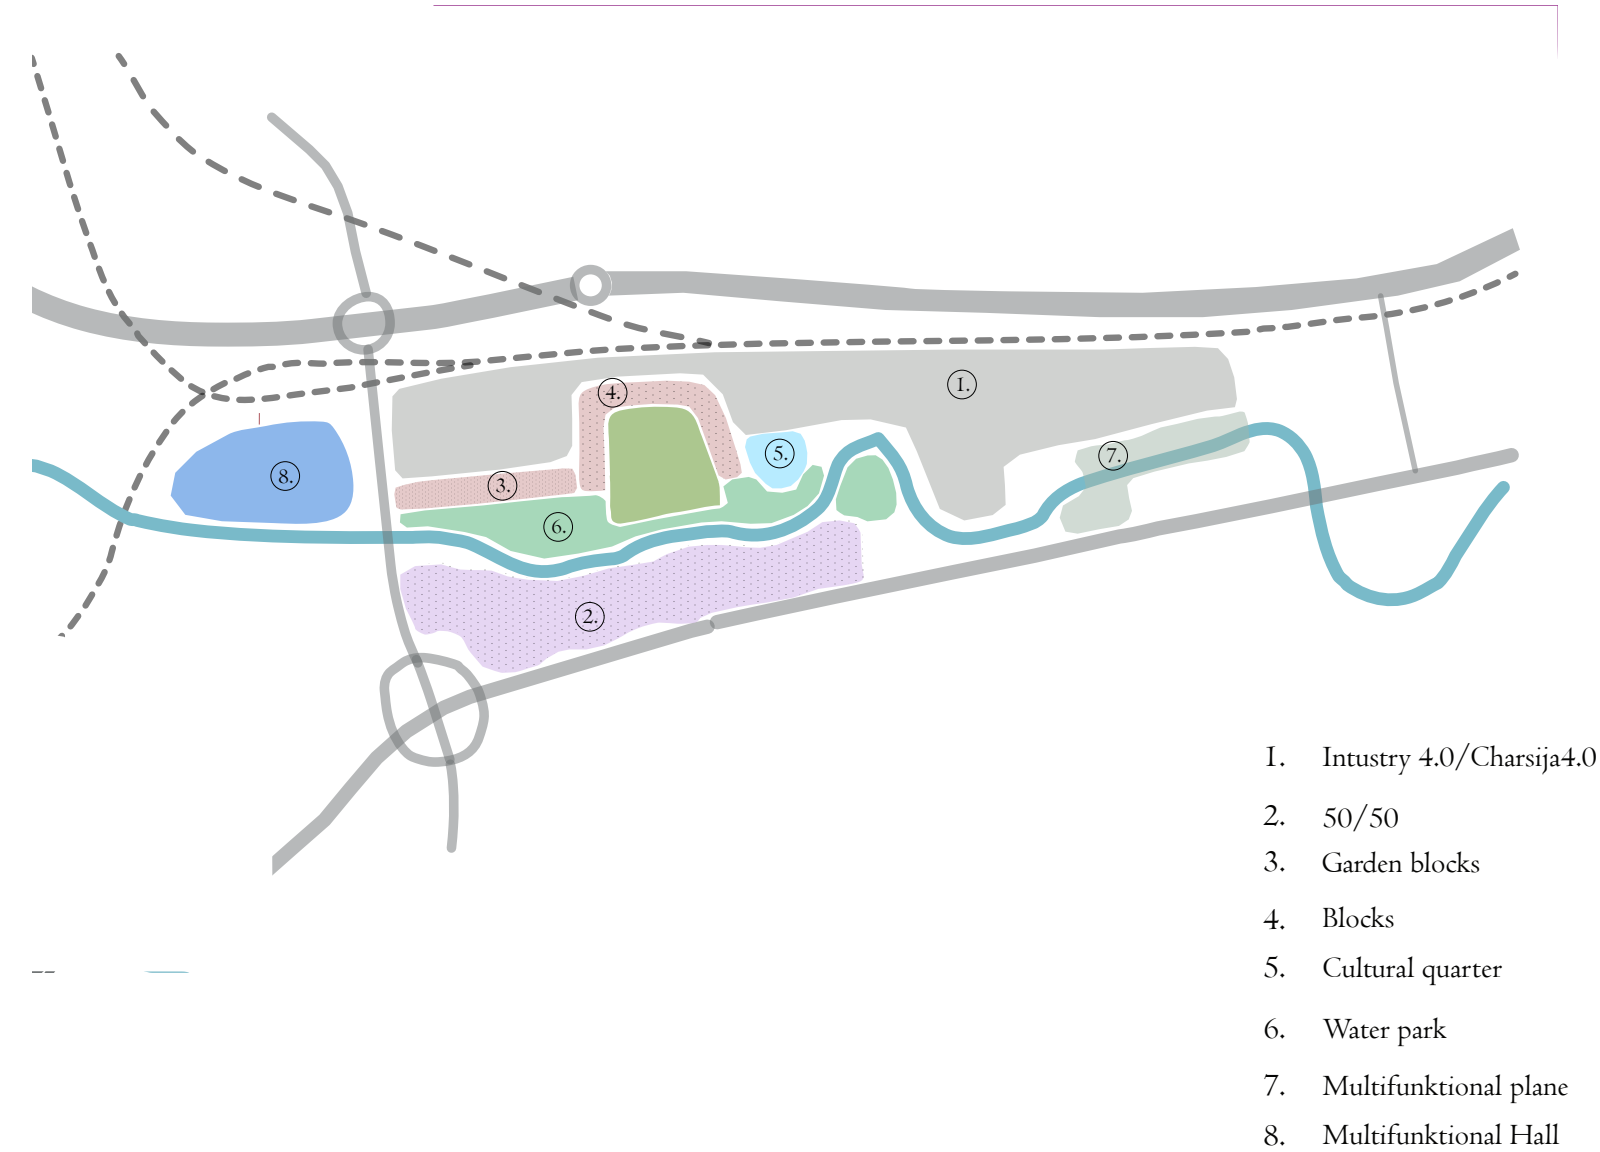 4.
1.
5.
7.
8.
3.
6.
2.
1. Intustry 4.0/Charsija4.0
2. 50/50
3. Garden blocks
4. Blocks
5. Cultural quarter
6. Water park
7. Multifunktional plane
8. Multifunktional Hall